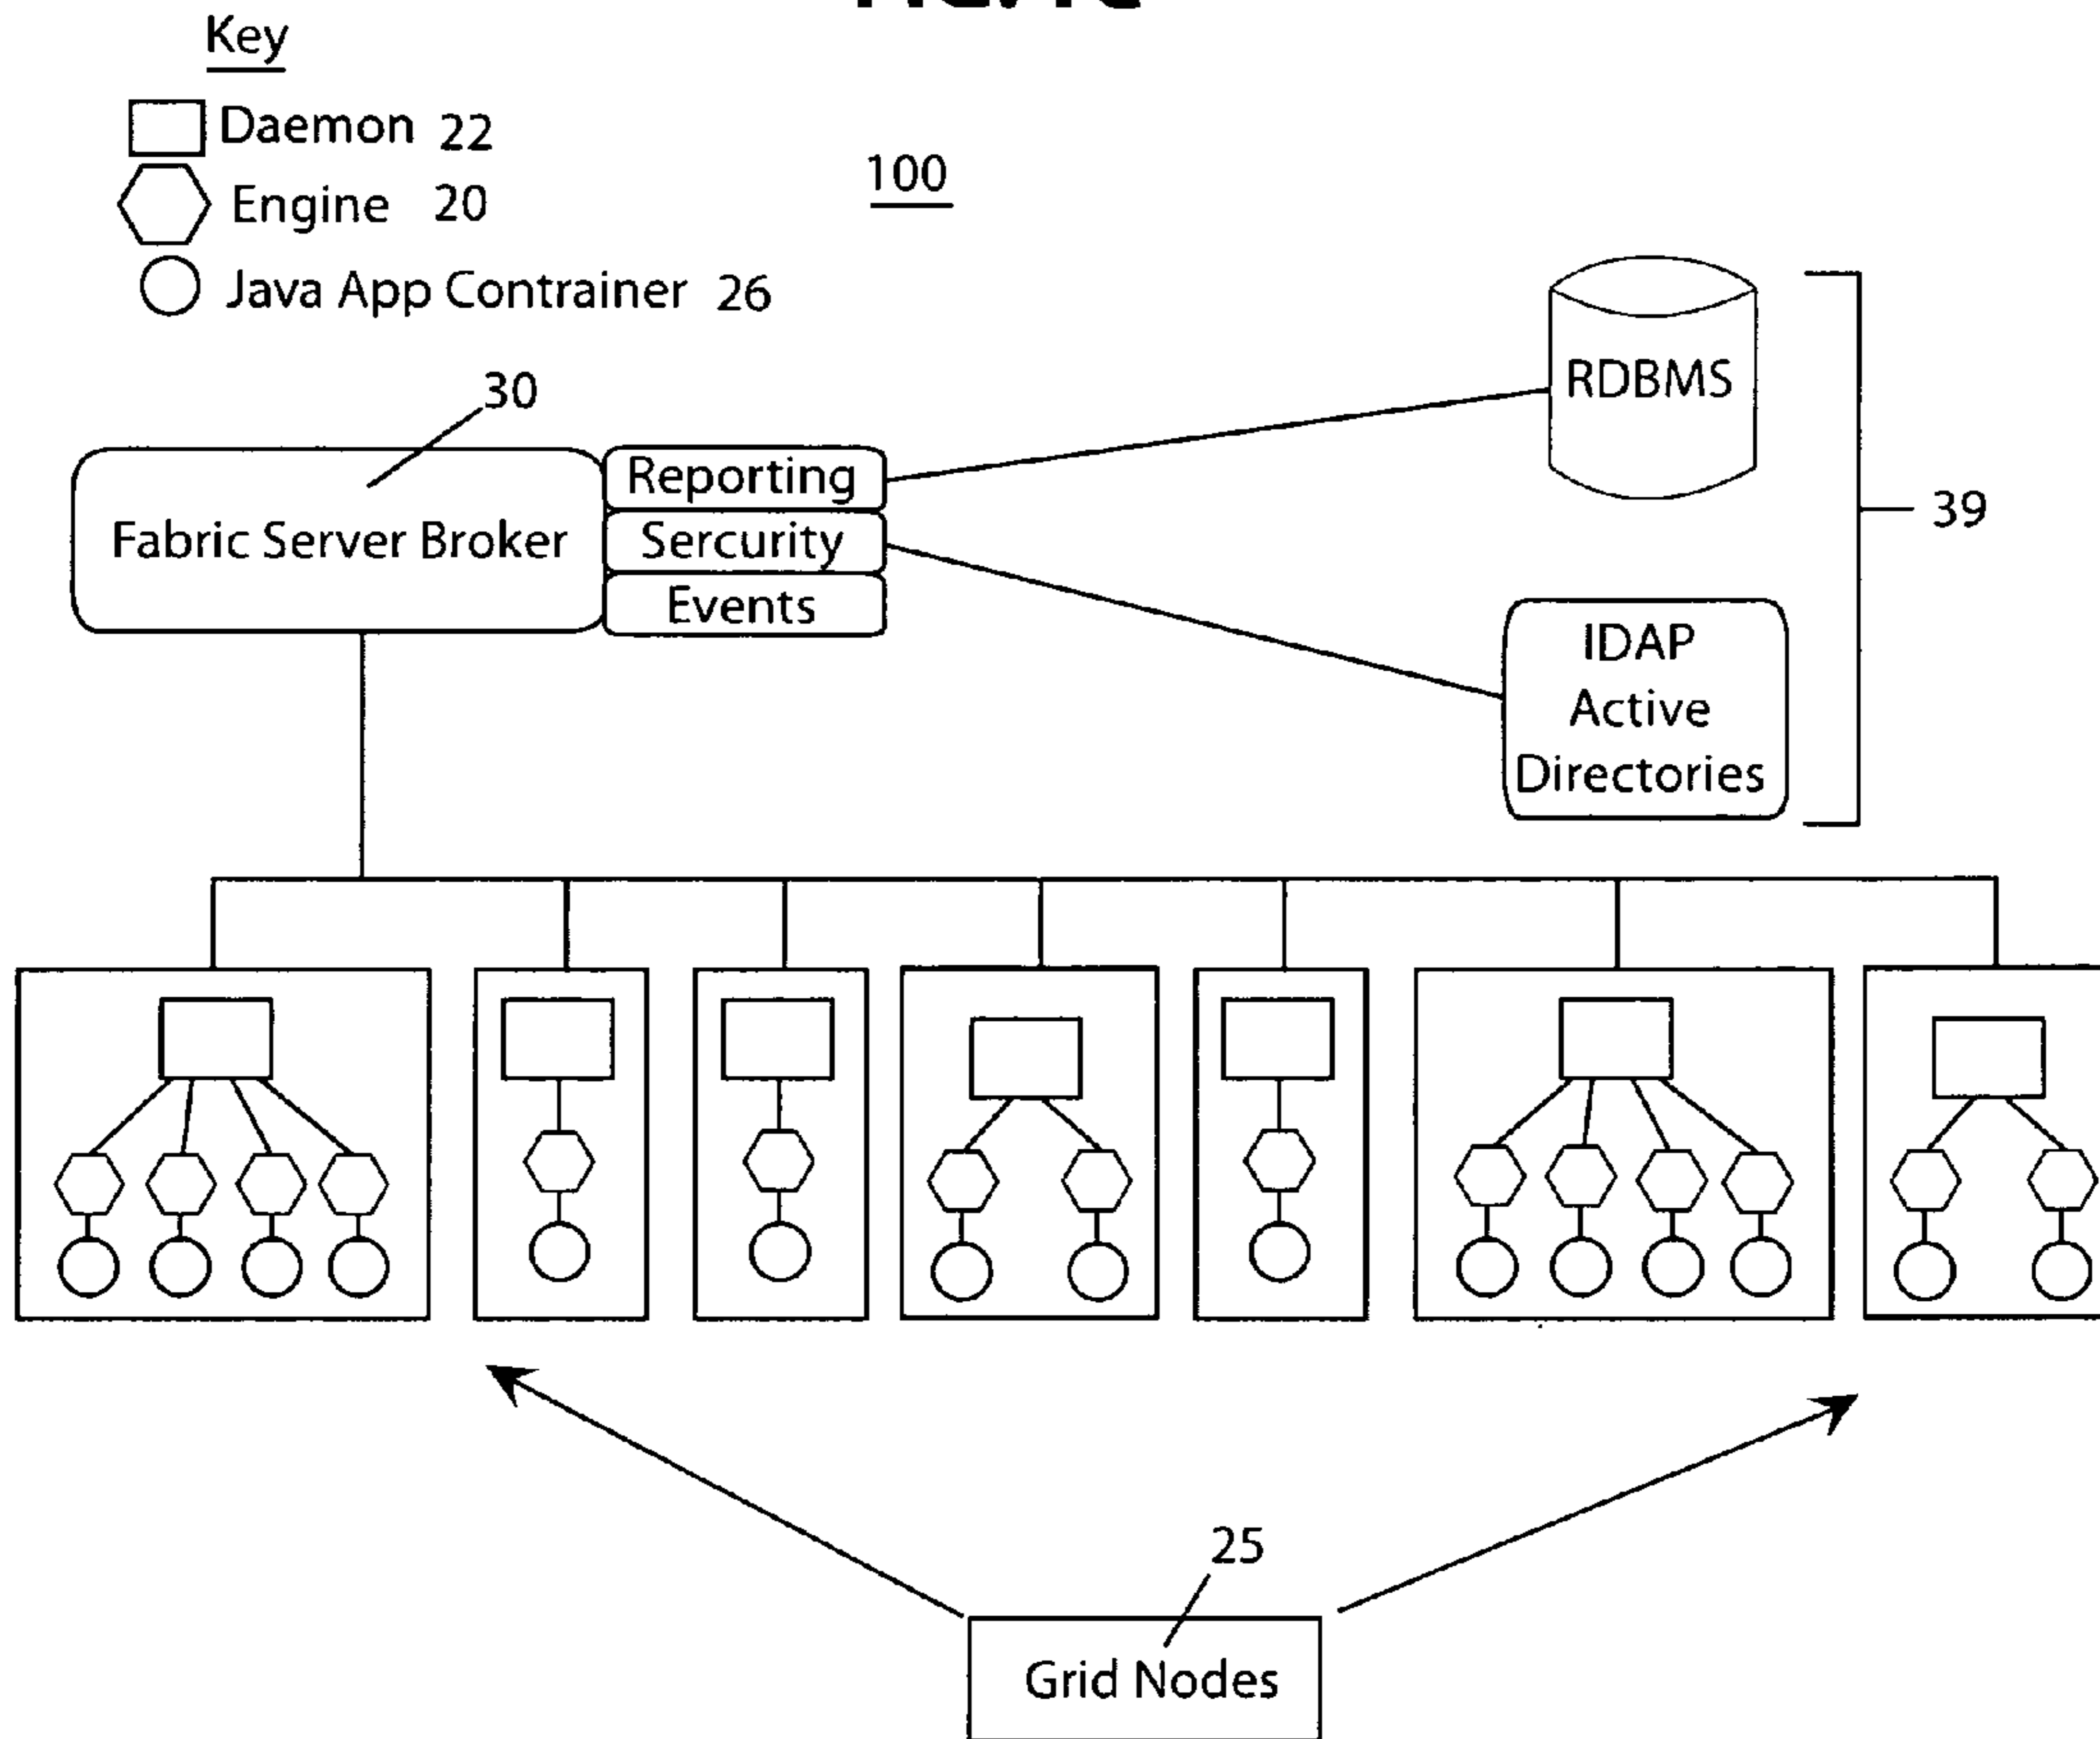 Key
Daemon 22
Engine 20
Java App Contrainer 26
100
30
Fabric Server Broker
Reporting
Sercurity
Events
RDBMS
IDAP
Active
Directories
39
25
Grid Nodes